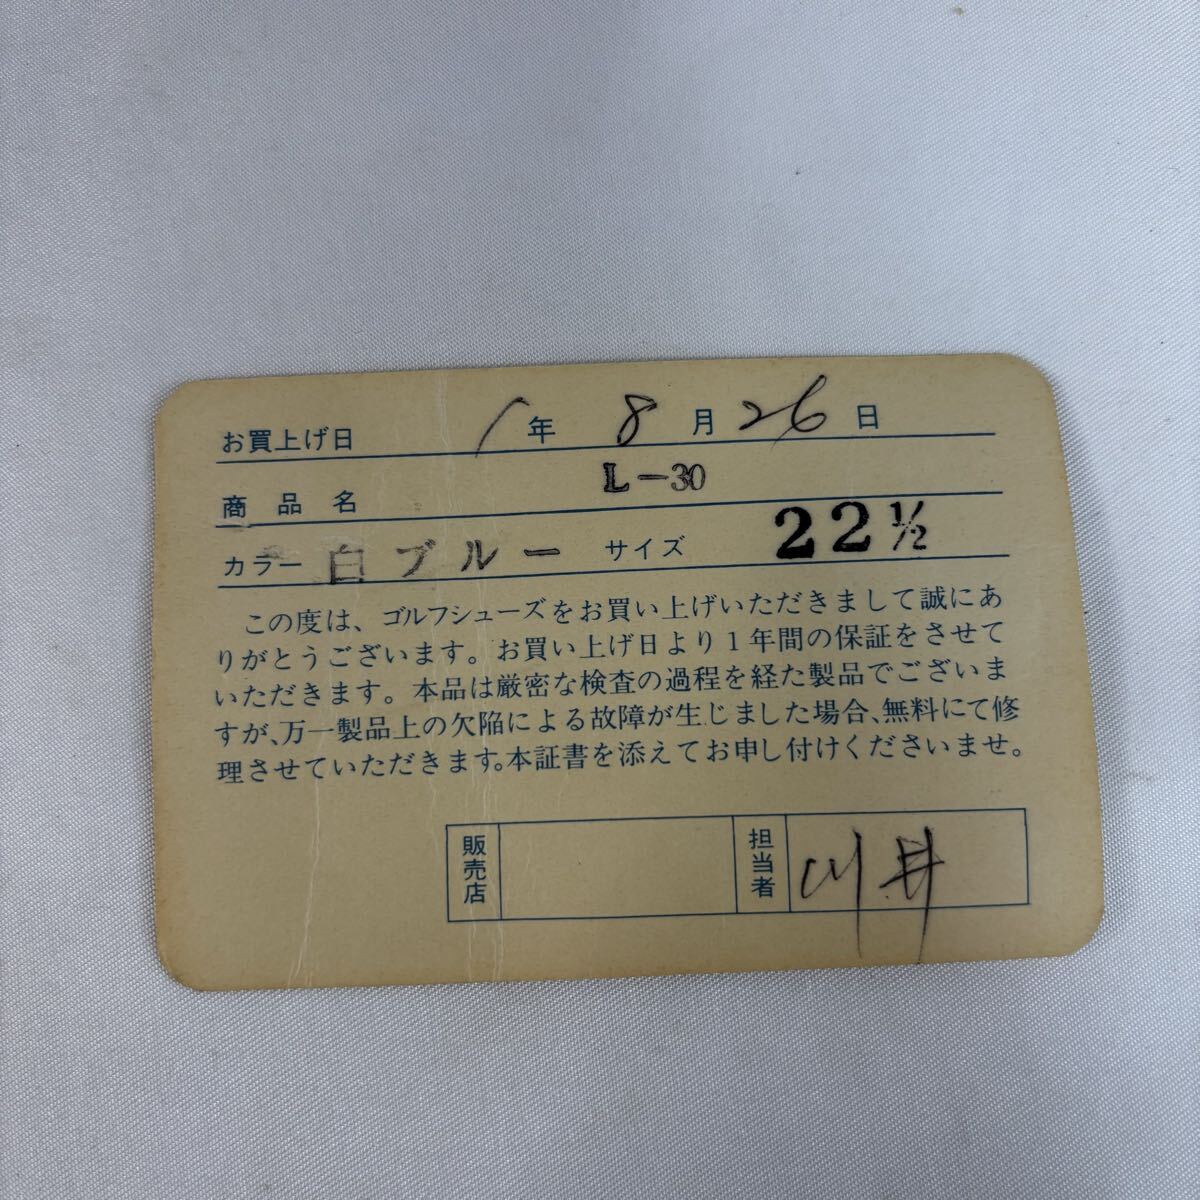 お買上げ日 1年 8月 26日
商品名 L-30
カラー 白ブルー サイズ 22 1/2
この度は、ゴルフシューズをお買い上げいただきまして誠にあ
りがとうございます。お買い上げ日より1年間の保証をさせて
いただきます。本品は厳密な検査の過程を経た製品でございま
すが、万一製品上の欠陥による故障が生じました場合、無料にて修
理させていただきます。本証書を添えてお申し付けくださいませ。
販売店 担当者 川井